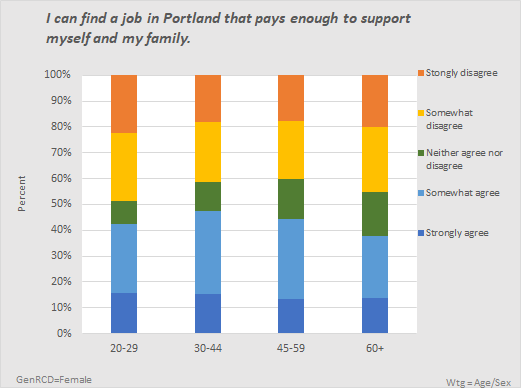 I can find a job in Portland that pays enough to support
myself and my family.
100%
90%
80%
70%
60%
50%
40%
30%
20%
10%
0%
Percent
20-29
30-44
45-59
60+
Stongly disagree
Somewhat
disagree
Neither agree nor
disagree
Somewhat agree
Strongly agree
GenRCD=Female
Wtg = Age/Sex